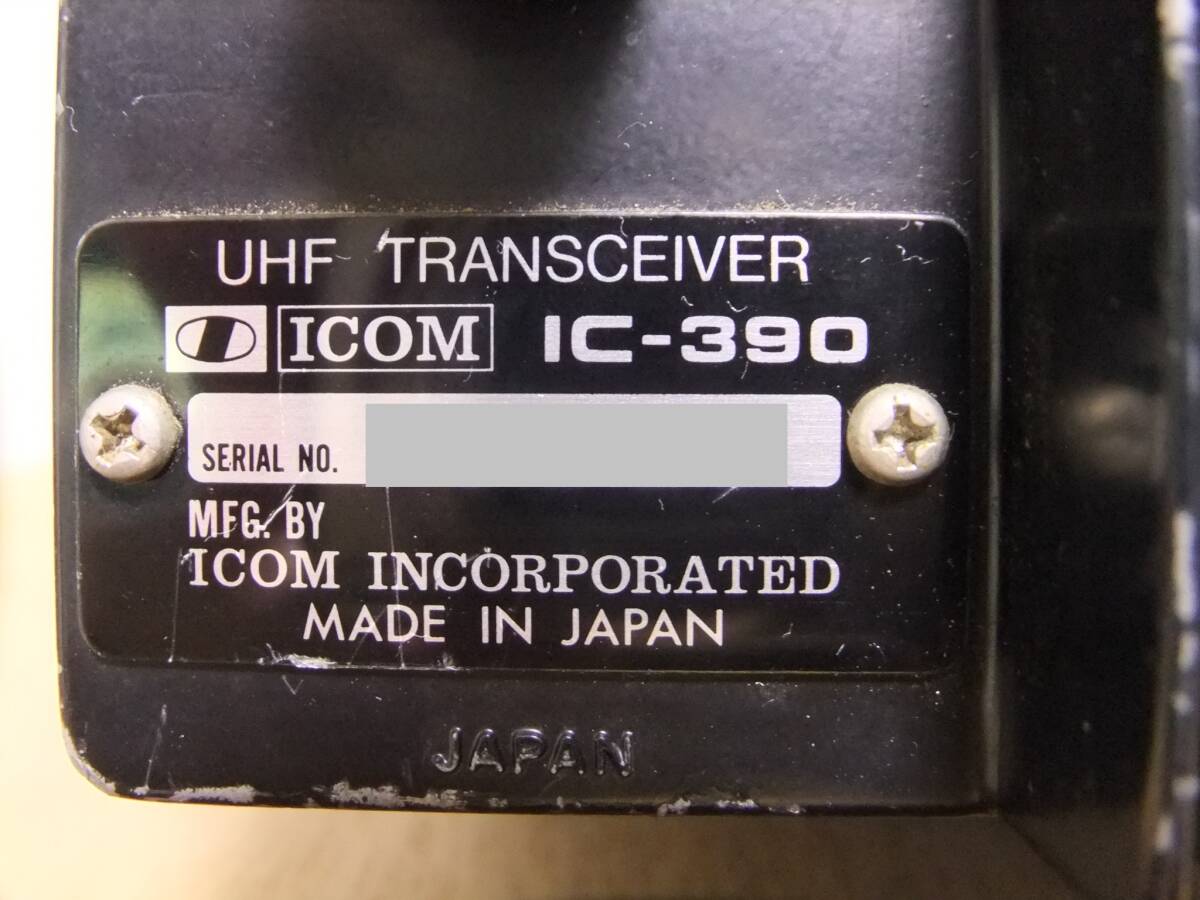 UHF TRANSCEIVER
ICOM IC-390
SERIAL NO.
MFG. BY
ICOM INCORPORATED
MADE IN JAPAN
JAPAN